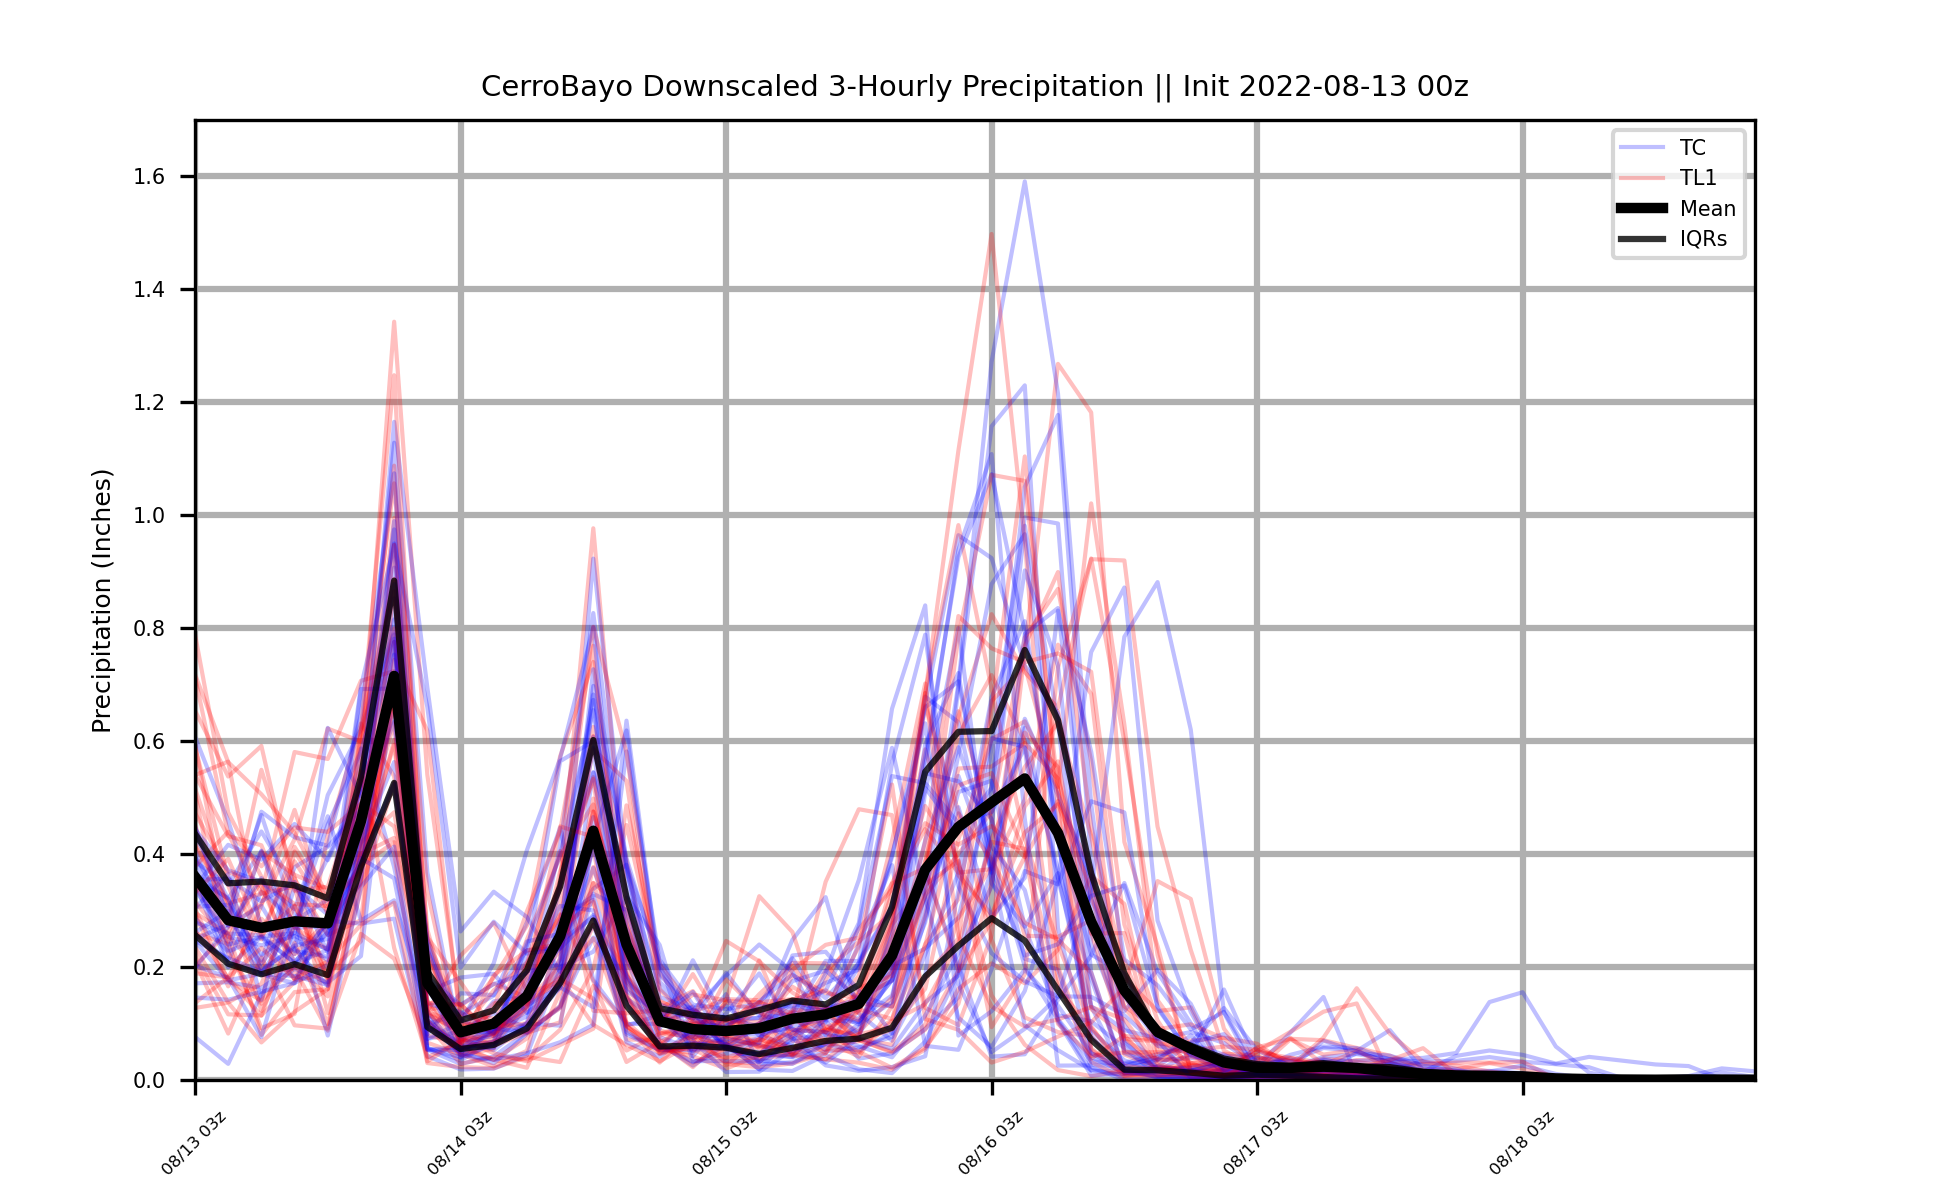 CerroBayo Downscaled 3-Hourly Precipitation || Init 2022-08-13 00z
TC
TL1
Mean
IQRs
Precipitation (Inches)
1.6
1.4
1.2
1.0
0.8
0.6
0.4
0.2
0.0
08/13 03z
08/14 03z
08/15 03z
08/16 03z
08/17 03z
08/18 03z